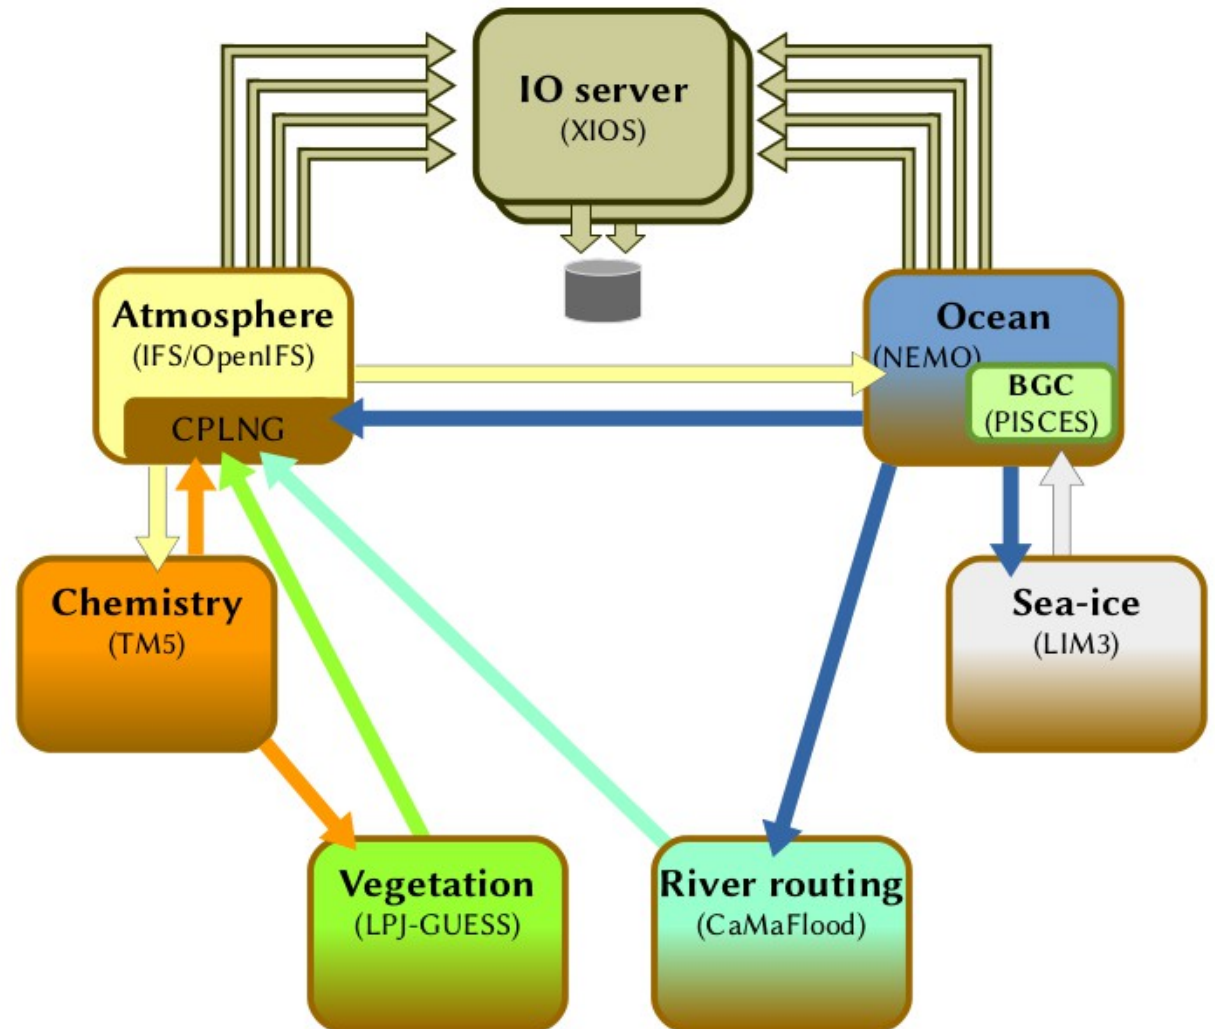 IO server
(XIOS)
Atmosphere
(IFS/OpenIFS)
CPLNG
Ocean
(NEMO)
BGC
(PISCES)
Chemistry
(TM5)
Sea-ice
(LIM3)
Vegetation
(LPJ-GUESS)
River routing
(CaMaFlood)